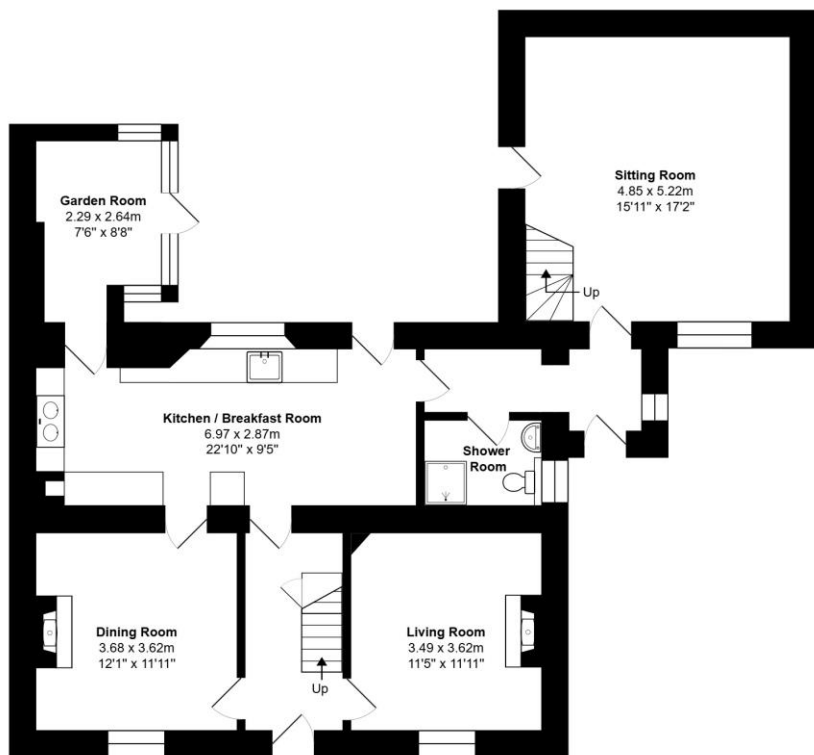 Sitting Room
4.85 x 5.22m
15'11" x 17'2"
Up
Garden Room
2.29 x 2.64m
7'6" x 8'8"
Kitchen / Breakfast Room
6.97 x 2.87m
22'10" x 9'5"
Shower
Room
Dining Room
3.68 x 3.62m
12'1" x 11'11"
Up
Living Room
3.49 x 3.62m
11'5" x 11'11"